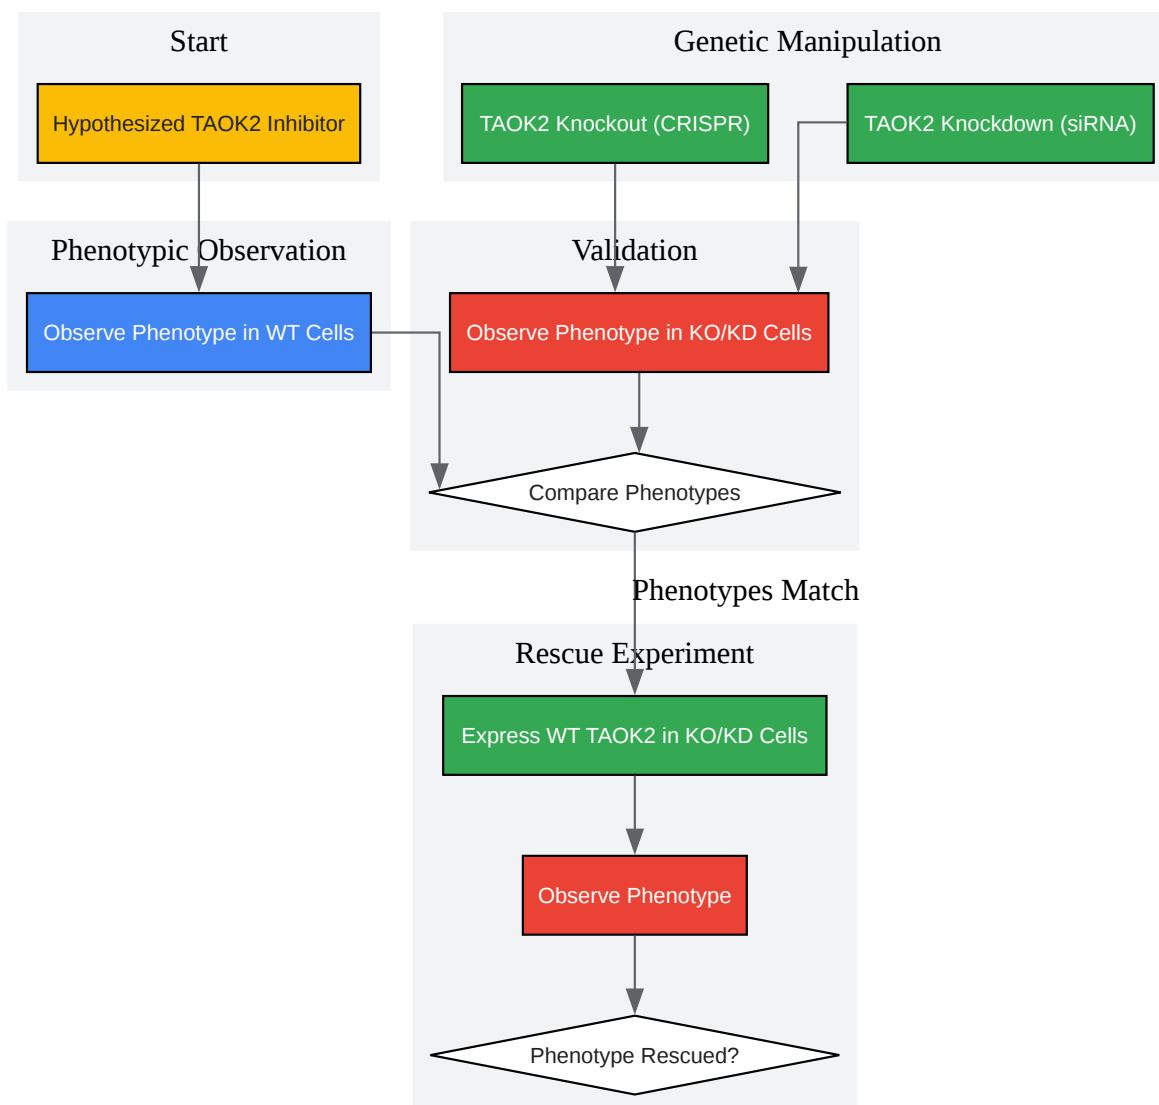 Start
Genetic Manipulation
Hypothesized TAOK2 Inhibitor
TAOK2 Knockout (CRISPR)
TAOK2 Knockdown (siRNA)
Phenotypic Observation
Validation
Observe Phenotype in WT Cells
Observe Phenotype in KO/KD Cells
Compare Phenotypes
Phenotypes Match
Rescue Experiment
Express WT TAOK2 in KO/KD Cells
Observe Phenotype
Phenotype Rescued?